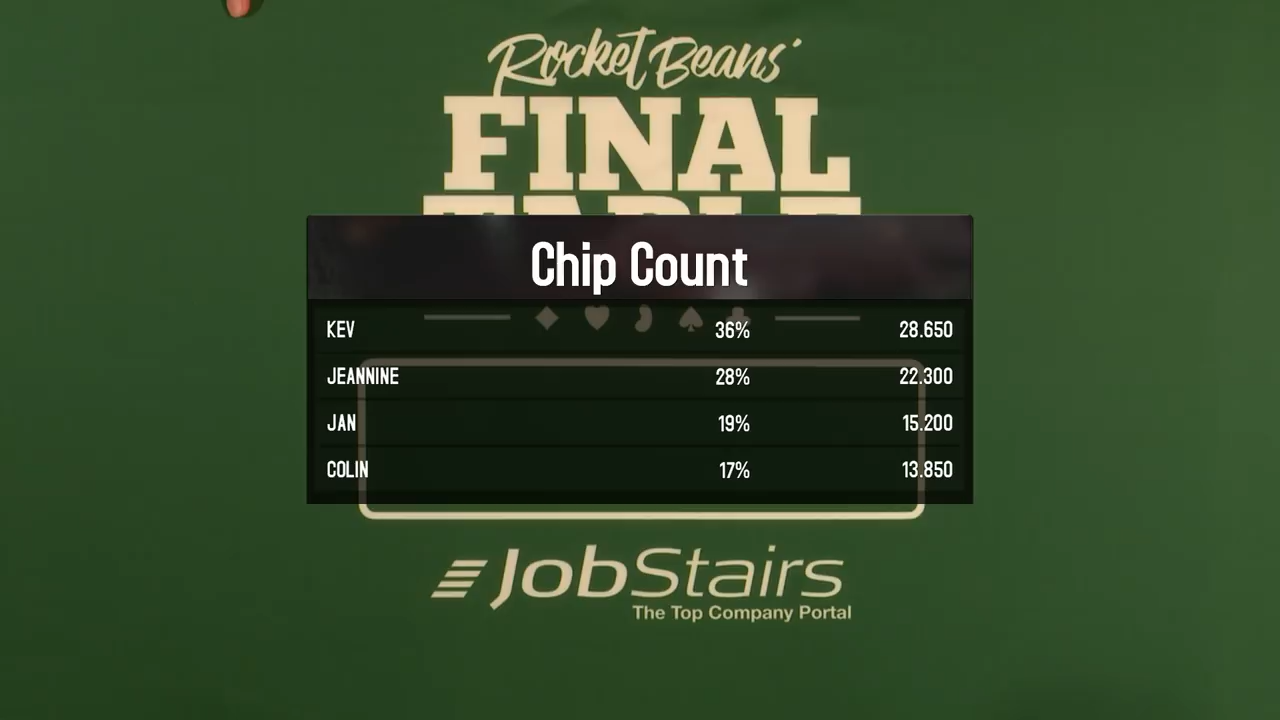 Rocket Beans'
FINAL
TABLE
Chip Count
KEV 36% 28.650
JEANNINE 28% 22.300
JAN 19% 15.200
COLIN 17% 13.850
JobStairs
The Top Company Portal